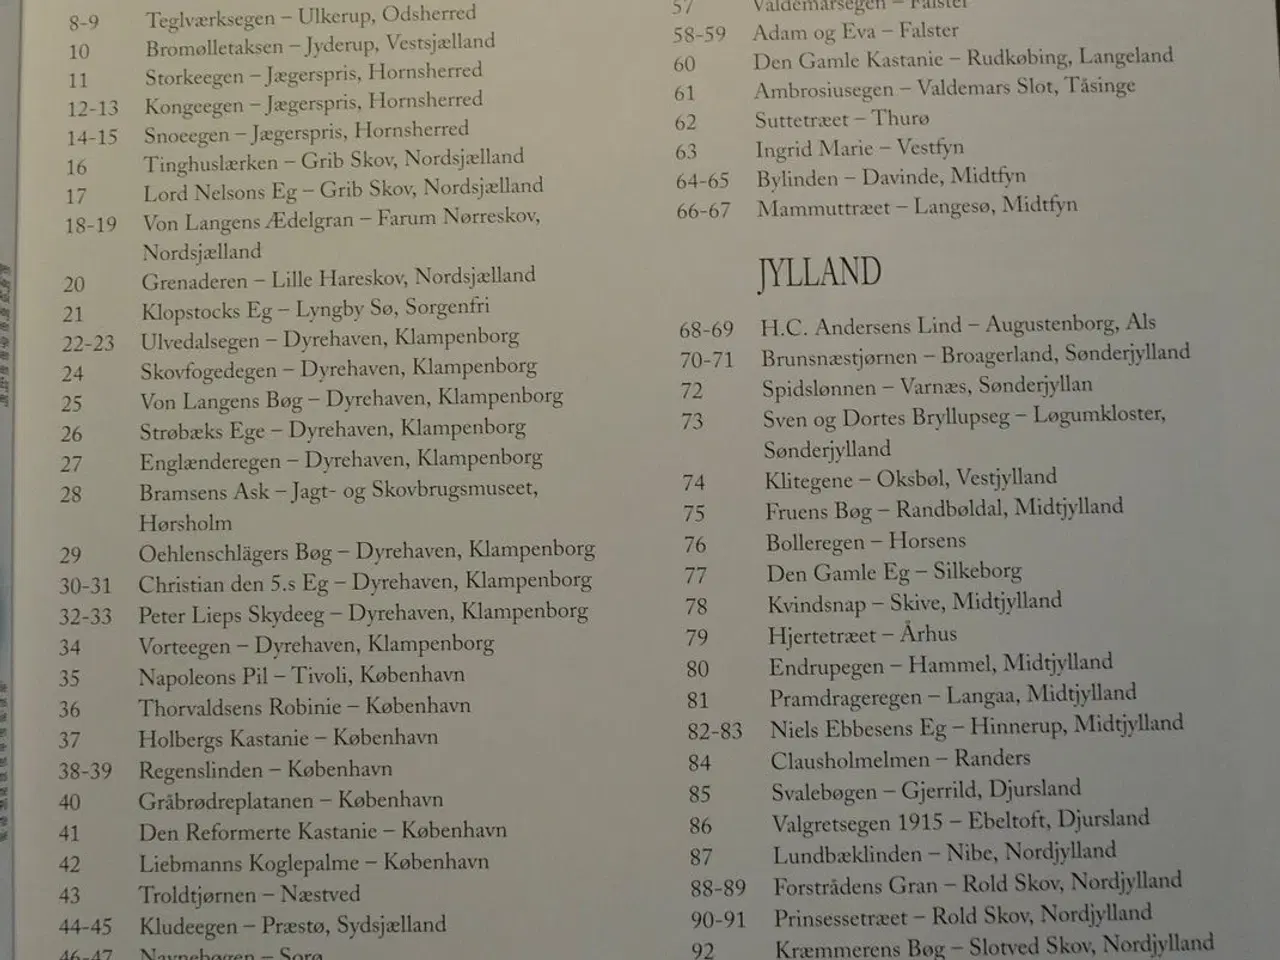 8-9 Teglværksegen – Ulkerup, Odsherred
10 Bromølletaksen – Jyderup, Vestsjælland
11 Storkeegen – Jægerspris, Hornsherred
12-13 Kongeegen – Jægerspris, Hornsherred
14-15 Snoeegen – Jægerspris, Hornsherred
16 Tinghuslærken – Grib Skov, Nordsjælland
17 Lord Nelsons Eg – Grib Skov, Nordsjælland
18-19 Von Langens Ædelgran – Farum Nørreskov,
Nordsjælland
20 Grenaderen – Lille Hareskov, Nordsjælland
21 Klopstocks Eg – Lyngby Sø, Sorgenfri
22-23 Ulvedalsegen – Dyrehaven, Klampenborg
24 Skovfogedegen – Dyrehaven, Klampenborg
25 Von Langens Bøg – Dyrehaven, Klampenborg
26 Strøbæks Ege – Dyrehaven, Klampenborg
27 Englænderegen – Dyrehaven, Klampenborg
28 Bramsens Ask – Jagt- og Skovbrugsmuseet,
Hørsholm
29 Oehlenschlägers Bøg – Dyrehaven, Klampenborg
30-31 Christian den 5.s Eg – Dyrehaven, Klampenborg
32-33 Peter Lieps Skydeeg – Dyrehaven, Klampenborg
34 Vorteegen – Dyrehaven, Klampenborg
35 Napoleons Pil – Tivoli, København
36 Thorvaldsens Robinie – København
37 Holbergs Kastanie – København
38-39 Regenslinden – København
40 Gråbrødreplatanen – København
41 Den Reformerte Kastanie – København
42 Liebmanns Koglepalme – København
43 Troldtjørnen – Næstved
44-45 Kludeegen – Præstø, Sydsjælland
46-47 Navnebøgen – Sorø
57 Valdemarsegen – Falster
58-59 Adam og Eva – Falster
60 Den Gamle Kastanie – Rudkøbing, Langeland
61 Ambrosiusegen – Valdemars Slot, Tåsinge
62 Suttetræet – Thurø
63 Ingrid Marie – Vestfyn
64-65 Bylinden – Davinde, Midtfyn
66-67 Mammuttræet – Langesø, Midtfyn
JYLLAND
68-69 H.C. Andersens Lind – Augustenborg, Als
70-71 Brunsnæstjørnen – Broagerland, Sønderjylland
72 Spidslønnen – Varnæs, Sønderjyllan
73 Sven og Dortes Bryllupseg – Løgumkloster,
Sønderjylland
74 Klitegene – Oksbøl, Vestjylland
75 Fruens Bøg – Randbøldal, Midtjylland
76 Bolleregen – Horsens
77 Den Gamle Eg – Silkeborg
78 Kvindsnap – Skive, Midtjylland
79 Hjertetræet – Århus
80 Endrupegen – Hammel, Midtjylland
81 Pramdrageregen – Langaa, Midtjylland
82-83 Niels Ebbesens Eg – Hinnerup, Midtjylland
84 Clausholmelmen – Randers
85 Svalebøgen – Gjerrild, Djursland
86 Valgretsegen 1915 – Ebeltoft, Djursland
87 Lundbæklinden – Nibe, Nordjylland
88-89 Forstrådens Gran – Rold Skov, Nordjylland
90-91 Prinsessetræet – Rold Skov, Nordjylland
92 Kræmmerens Bøg – Slotved Skov, Nordjylland